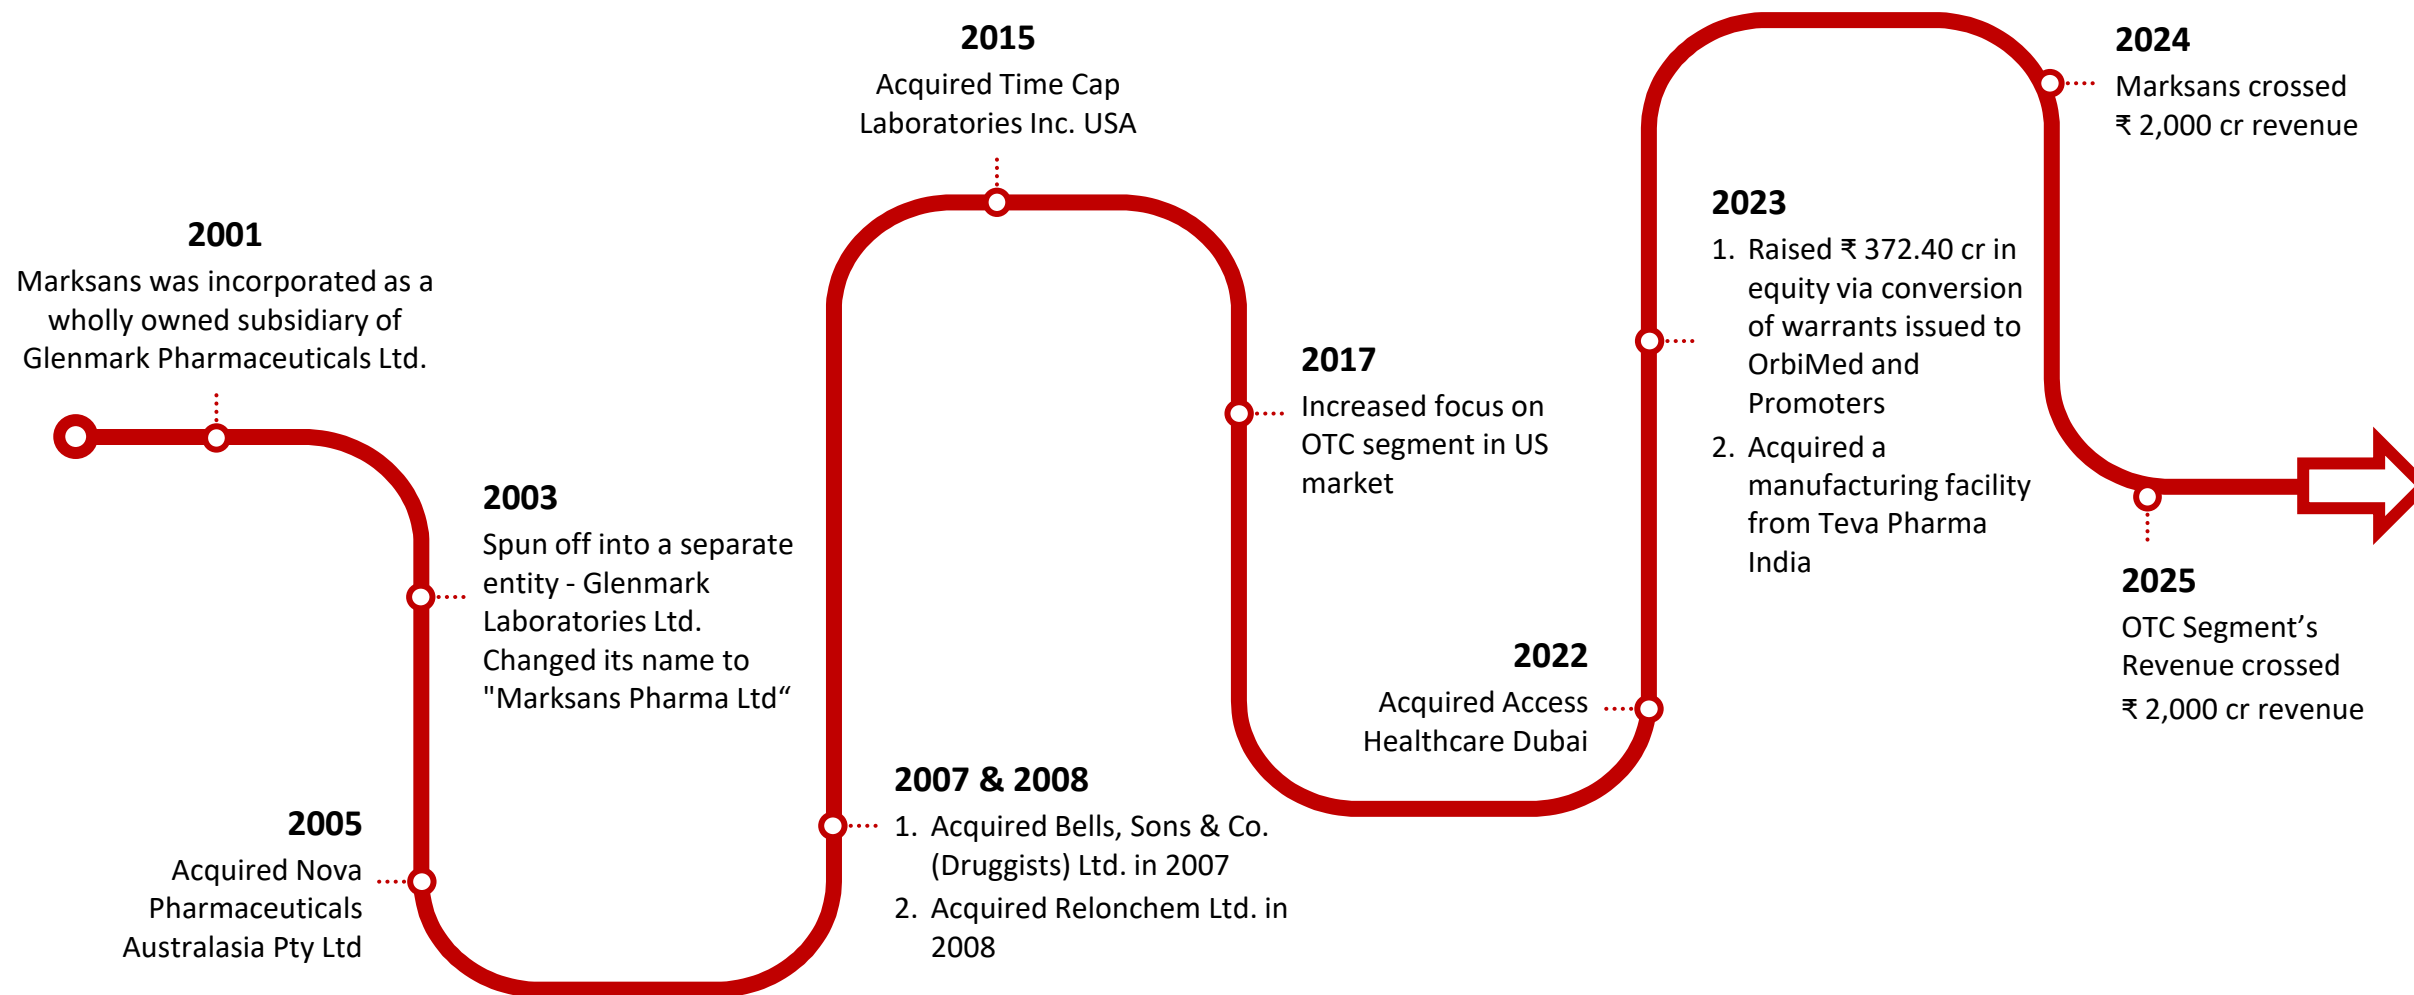 2001
Marksans was incorporated as a
wholly owned subsidiary of
Glenmark Pharmaceuticals Ltd.
2003
Spun off into a separate
entity - Glenmark
Laboratories Ltd.
Changed its name to
"Marksans Pharma Ltd“
2005
Acquired Nova
Pharmaceuticals
Australasia Pty Ltd
2007 & 2008
1. Acquired Bells, Sons & Co.
(Druggists) Ltd. in 2007
2. Acquired Relonchem Ltd. in
2008
2015
Acquired Time Cap
Laboratories Inc. USA
2017
Increased focus on
OTC segment in US
market
2022
Acquired Access
Healthcare Dubai
2023
1. Raised ₹ 372.40 cr in
equity via conversion
of warrants issued to
OrbiMed and
Promoters
2. Acquired a
manufacturing facility
from Teva Pharma
India
2024
Marksans crossed
₹ 2,000 cr revenue
2025
OTC Segment’s
Revenue crossed
₹ 2,000 cr revenue